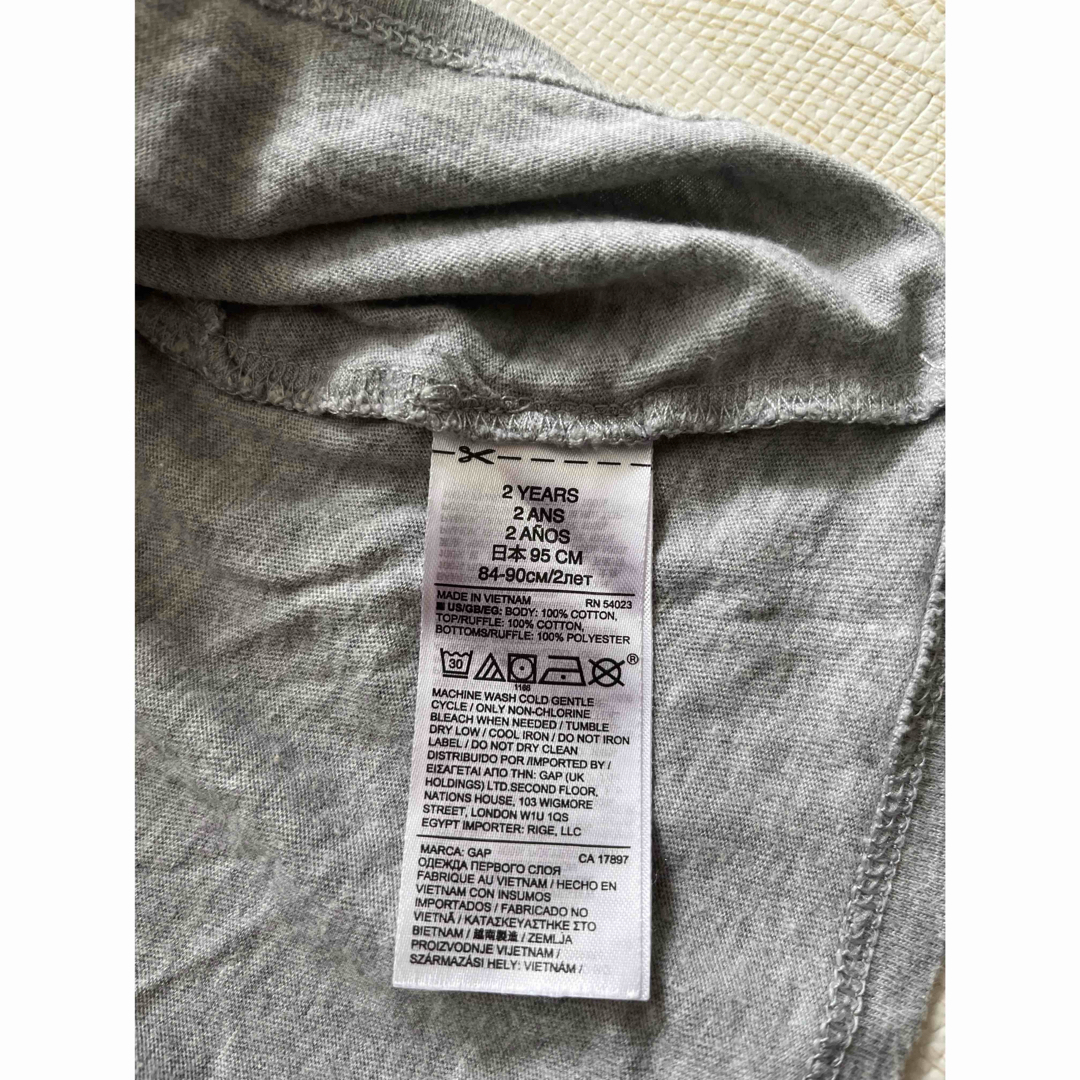 2 YEARS
2 ANS
2 AÑOS
日本 95 CM
84-90см/2лет
MADE IN VIETNAM RN 54023
US/GB/EG: BODY: 100% COTTON,
TOP/RUFFLE: 100% COTTON,
BOTTOMS/RUFFLE: 100% POLYESTER
30 ®
1186
MACHINE WASH COLD GENTLE
CYCLE / ONLY NON-CHLORINE
BLEACH WHEN NEEDED / TUMBLE
DRY LOW / COOL IRON / DO NOT IRON
LABEL / DO NOT DRY CLEAN
DISTRIBUIDO POR /IMPORTED BY /
ΕΙΣΑΓΕΤΑΙ ΑΠΟ ΤΗΝ: GAP (UK
HOLDINGS) LTD.SECOND FLOOR,
NATIONS HOUSE, 103 WIGMORE
STREET, LONDON W1U 1QS
EGYPT IMPORTER: RIGE, LLC
MARCA: GAP CA 17897
ОДЕЖДА ПЕРВОГО СЛОЯ
FABRIQUE AU VIETNAM / HECHO EN
VIETNAM CON INSUMOS
IMPORTADOS / FABRICADO NO
VIETNÃ / ΚΑΤΑΣΚΕΥΑΣΤΗΚΕ ΣΤΟ
ΒΙΕΤΝΑΜ / 越南製造 / ZEMLJA
PROIZVODNJE VIJETNAM /
SZÁRMAZÁSI HELY: VIETNÁM /